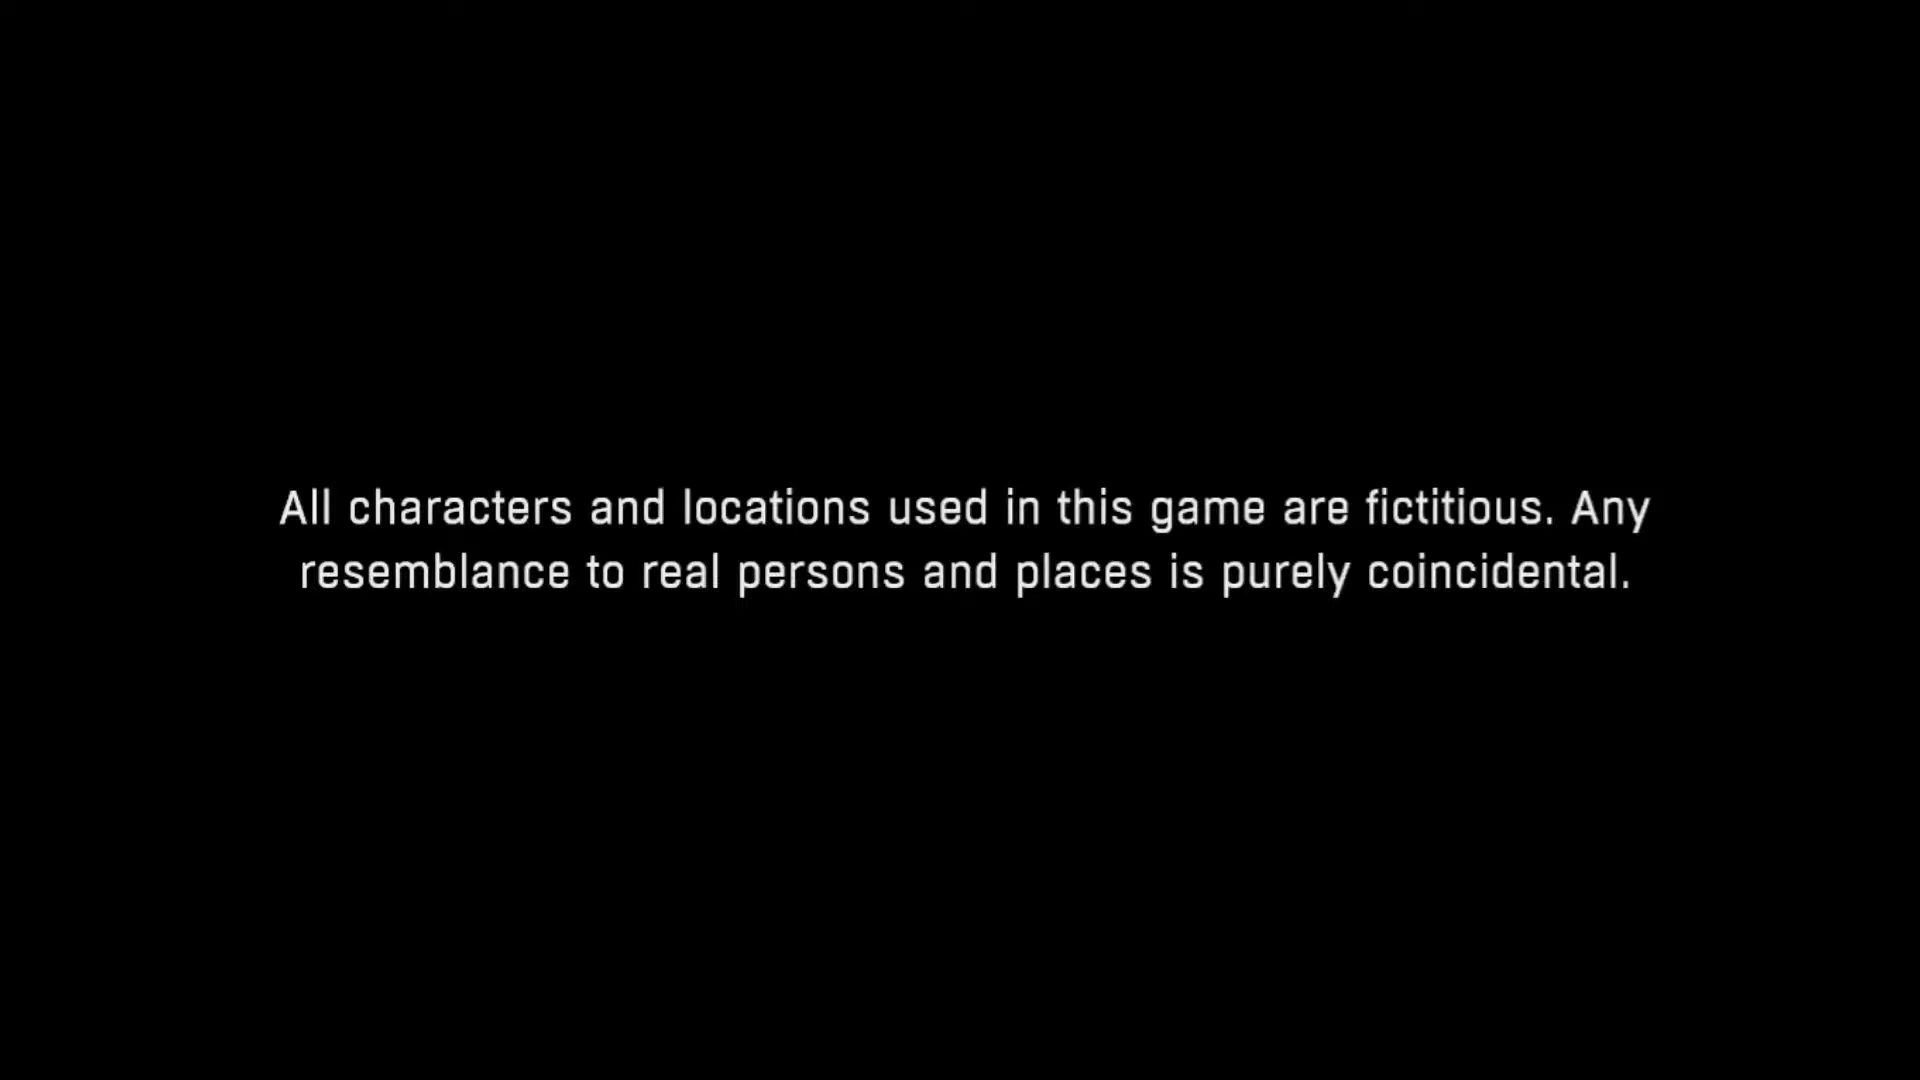 All characters and locations used in this game are fictitious. Any
resemblance to real persons and places is purely coincidental.